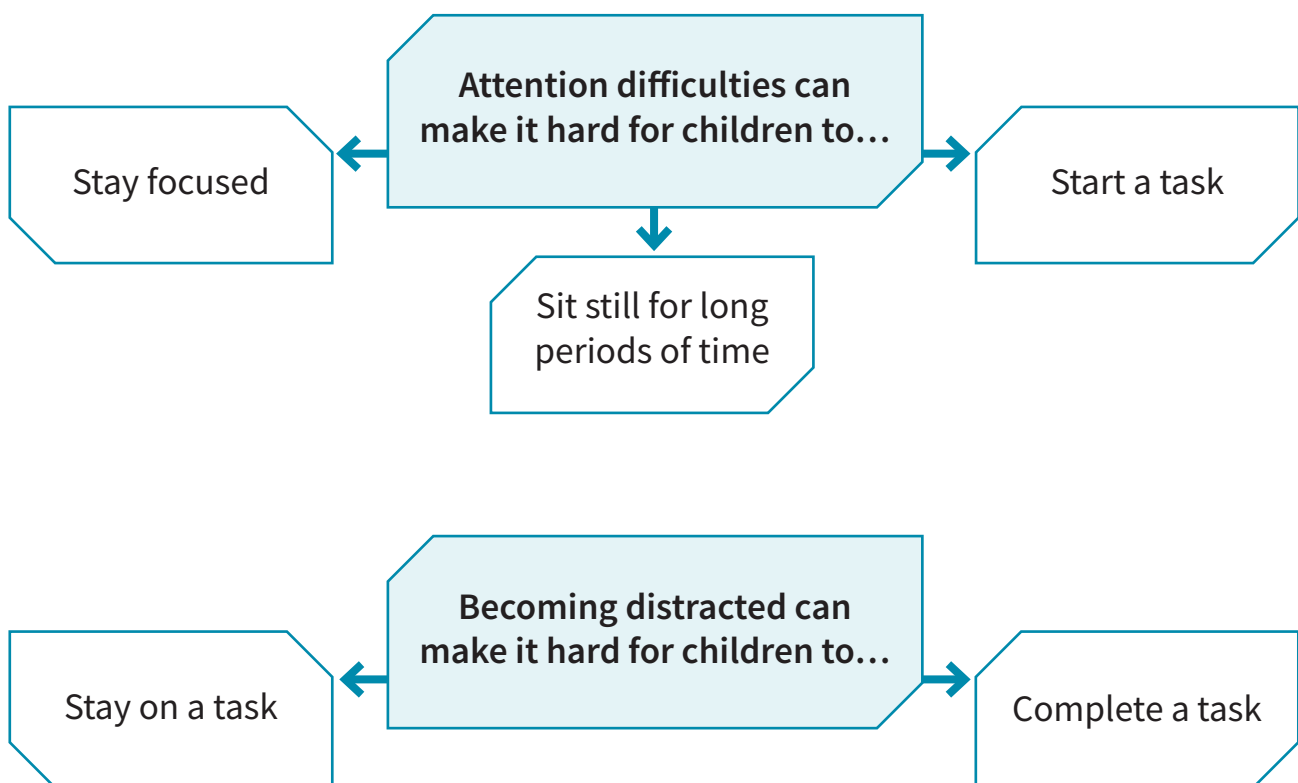 Attention difficulties can
make it hard for children to…
Stay focused
Start a task
Sit still for long
periods of time
Becoming distracted can
make it hard for children to…
Stay on a task
Complete a task